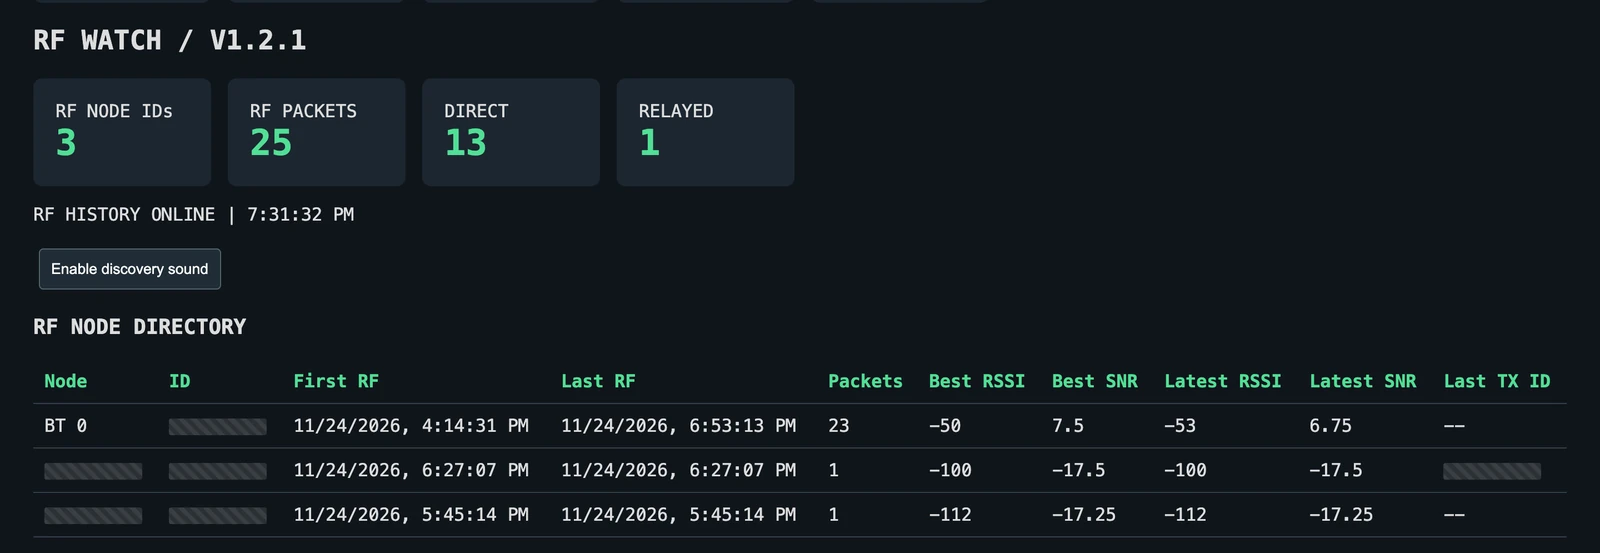 RF WATCH / V1.2.1
RF NODE IDs RF PACKETS DIRECT RELAYED
3 25 13 1
RF HISTORY ONLINE | 7:31:32 PM
Enable discovery sound
RF NODE DIRECTORY
Node ID First RF Last RF Packets Best RSSI Best SNR Latest RSSI Latest SNR Last TX ID
BT 0 11/24/2026, 4:14:31 PM 11/24/2026, 6:53:13 PM 23 -50 7.5 -53 6.75 --
11/24/2026, 6:27:07 PM 11/24/2026, 6:27:07 PM 1 -100 -17.5 -100 -17.5
11/24/2026, 5:45:14 PM 11/24/2026, 5:45:14 PM 1 -112 -17.25 -112 -17.25 --